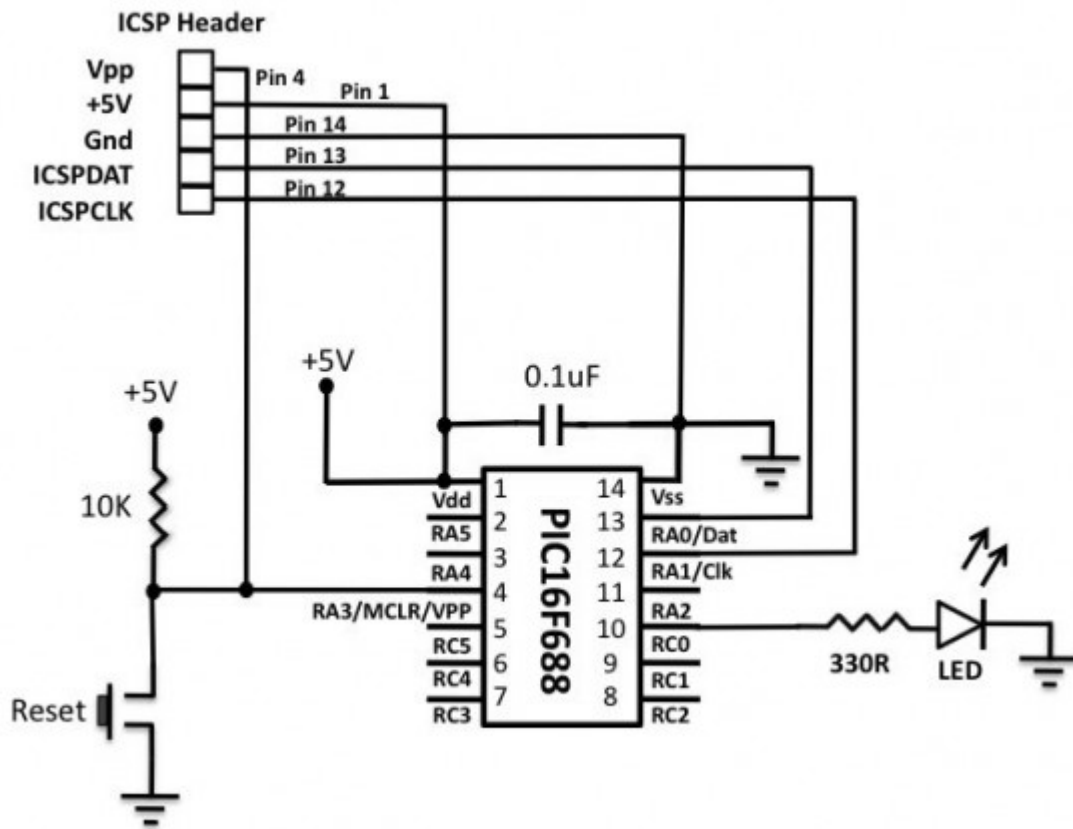 ICSP Header
Vpp
Pin 4
+5V
Pin 1
Gnd
Pin 14
ICSPDAT
Pin 13
ICSPCLK
Pin 12
+5V
0.1uF
+5V
10K
Reset
PIC16F688
1
Vdd
2
RA5
3
RA4
4
RA3/MCLR/VPP
5
RC5
6
RC4
7
RC3
14
Vss
13
RA0/Dat
12
RA1/Clk
11
RA2
10
RC0
9
RC1
8
RC2
330R
LED